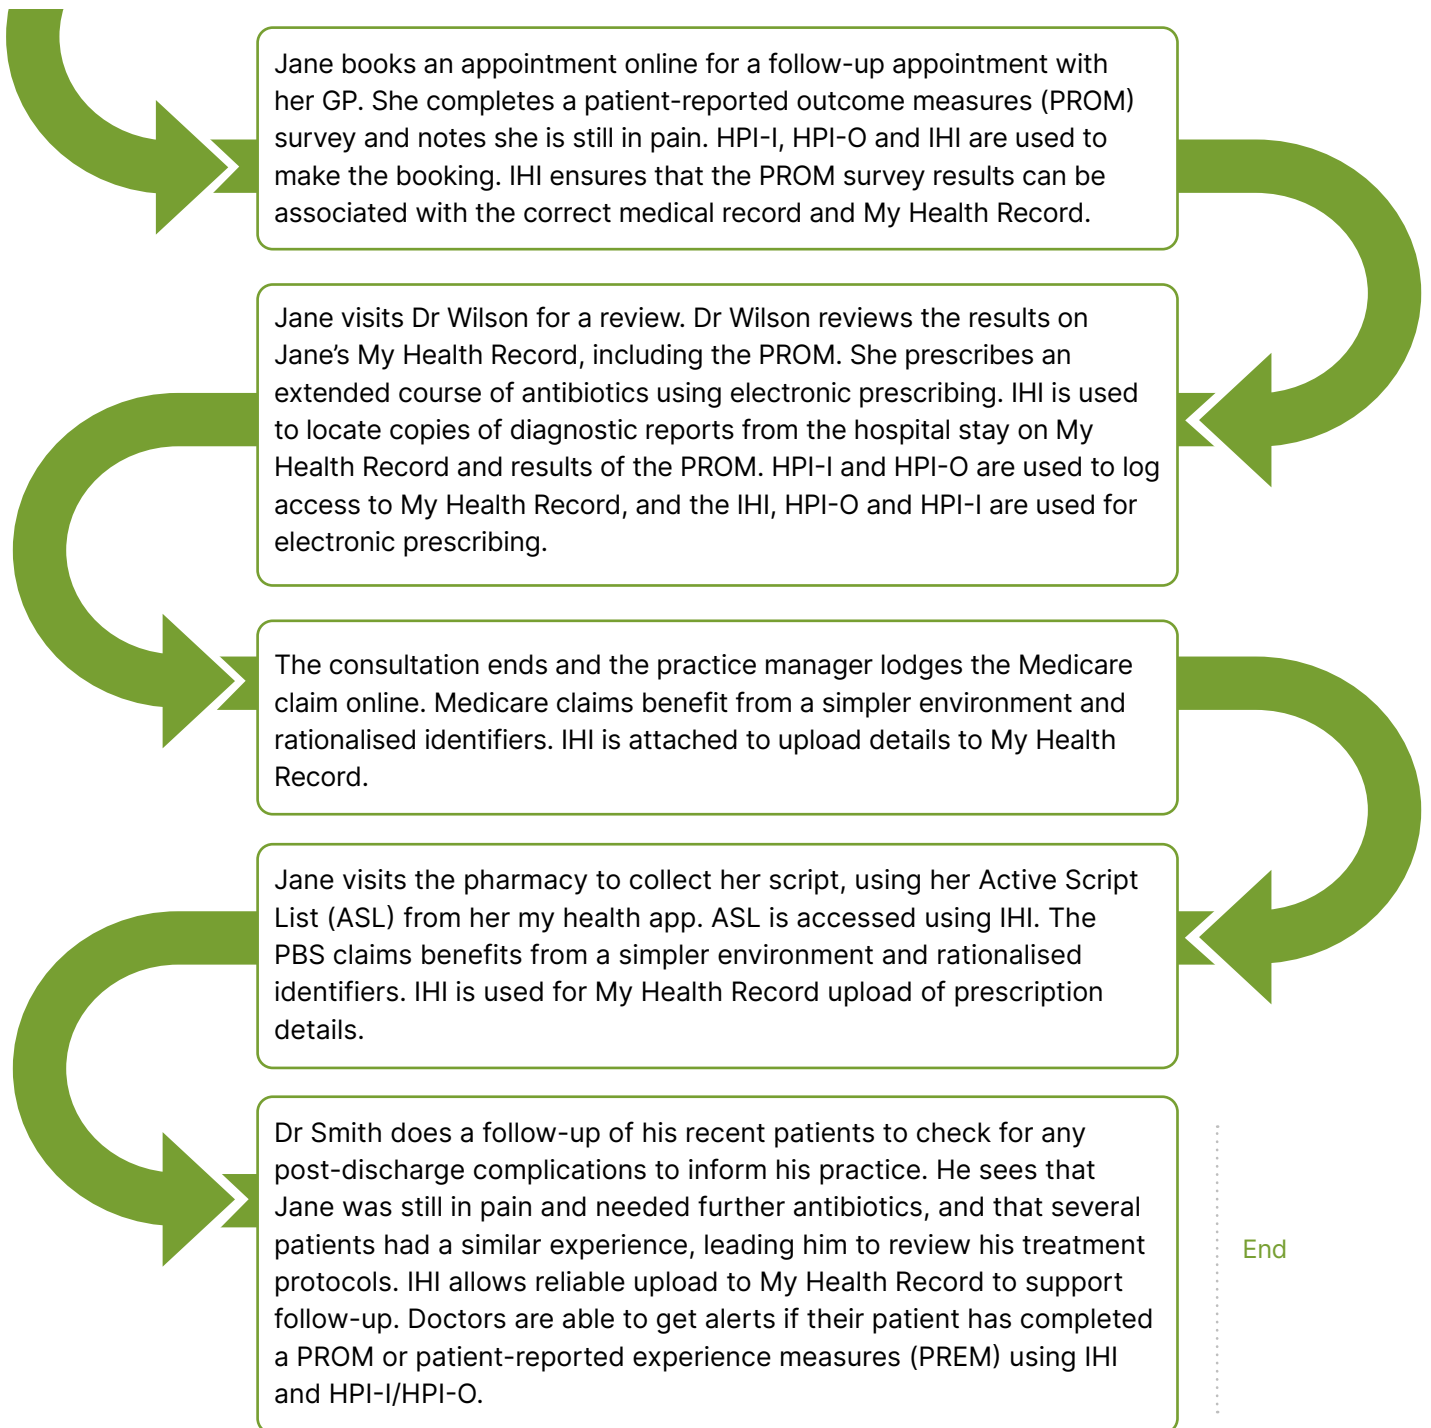 Jane books an appointment online for a follow-up appointment with
her GP. She completes a patient-reported outcome measures (PROM)
survey and notes she is still in pain. HPI-I, HPI-O and IHI are used to
make the booking. IHI ensures that the PROM survey results can be
associated with the correct medical record and My Health Record.
Jane visits Dr Wilson for a review. Dr Wilson reviews the results on
Jane’s My Health Record, including the PROM. She prescribes an
extended course of antibiotics using electronic prescribing. IHI is used
to locate copies of diagnostic reports from the hospital stay on My
Health Record and results of the PROM. HPI-I and HPI-O are used to log
access to My Health Record, and the IHI, HPI-O and HPI-I are used for
electronic prescribing.
The consultation ends and the practice manager lodges the Medicare
claim online. Medicare claims benefit from a simpler environment and
rationalised identifiers. IHI is attached to upload details to My Health
Record.
Jane visits the pharmacy to collect her script, using her Active Script
List (ASL) from her my health app. ASL is accessed using IHI. The
PBS claims benefits from a simpler environment and rationalised
identifiers. IHI is used for My Health Record upload of prescription
details.
Dr Smith does a follow-up of his recent patients to check for any
post-discharge complications to inform his practice. He sees that
Jane was still in pain and needed further antibiotics, and that several
patients had a similar experience, leading him to review his treatment
protocols. IHI allows reliable upload to My Health Record to support
follow-up. Doctors are able to get alerts if their patient has completed
a PROM or patient-reported experience measures (PREM) using IHI
and HPI-I/HPI-O.
End